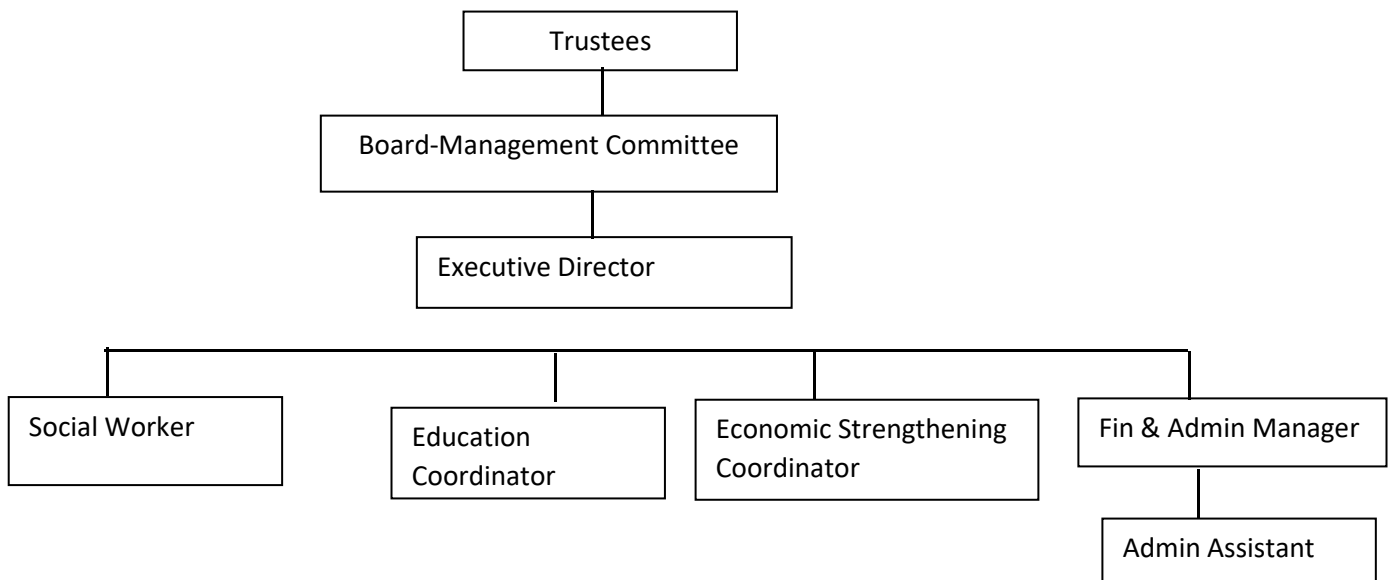 Trustees
Board-Management Committee
Executive Director
Social Worker
Education
Coordinator
Economic Strengthening
Coordinator
Fin & Admin Manager
Admin Assistant